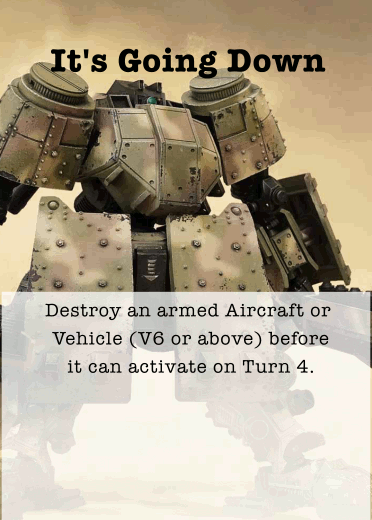 It's Going Down
Destroy an armed Aircraft or
Vehicle (V6 or above) before
it can activate on Turn 4.